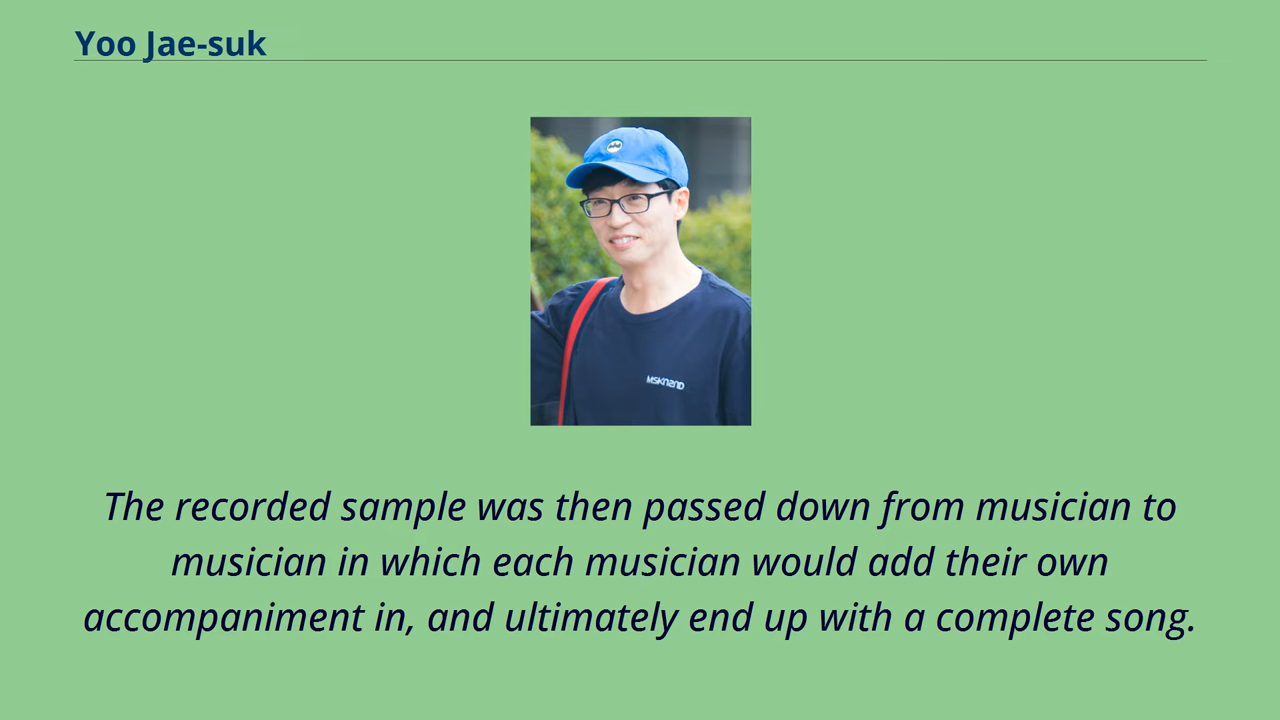 Yoo Jae-suk
MSKN2ND
The recorded sample was then passed down from musician to
musician in which each musician would add their own
accompaniment in, and ultimately end up with a complete song.